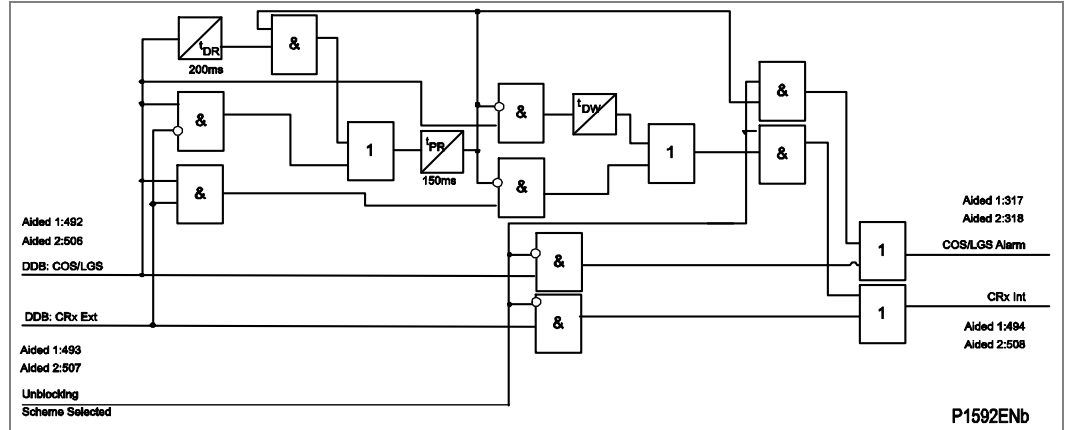 &
tDR
200ms
&
&
tDW
&
&
1
tPR
150ms
1
&
&
&
Aided 1:492
Aided 2:506
DDB: COS/LGS
&
1
Aided 1:317
Aided 2:318
COS/LGS Alarm
DDB: CRx Ext
&
1
CRx Int
Aided 1:493
Aided 2:507
Aided 1:494
Aided 2:508
Unblocking
Scheme Selected
P1592ENb